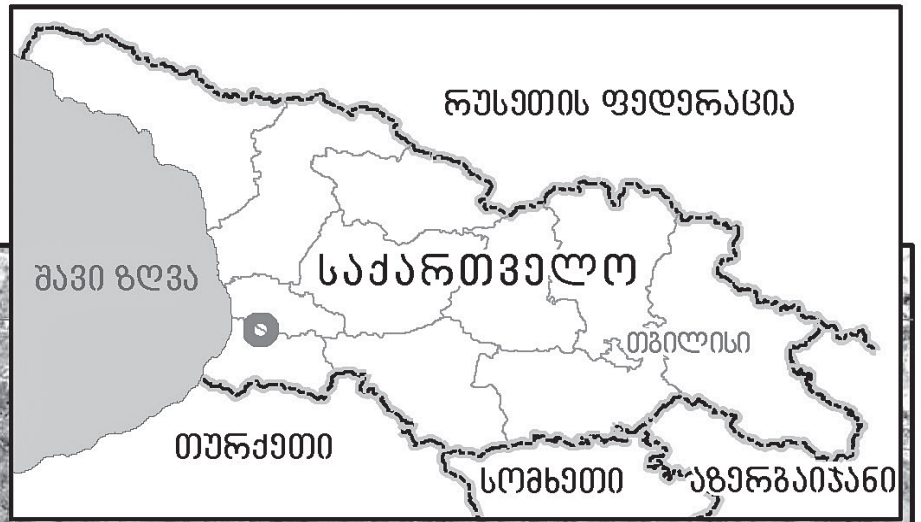 რუსეთის ფედერაცია
შავი ზღვა
საქართველო
თბილისი
თურქეთი
სომხეთი
აზერბაიჯანი